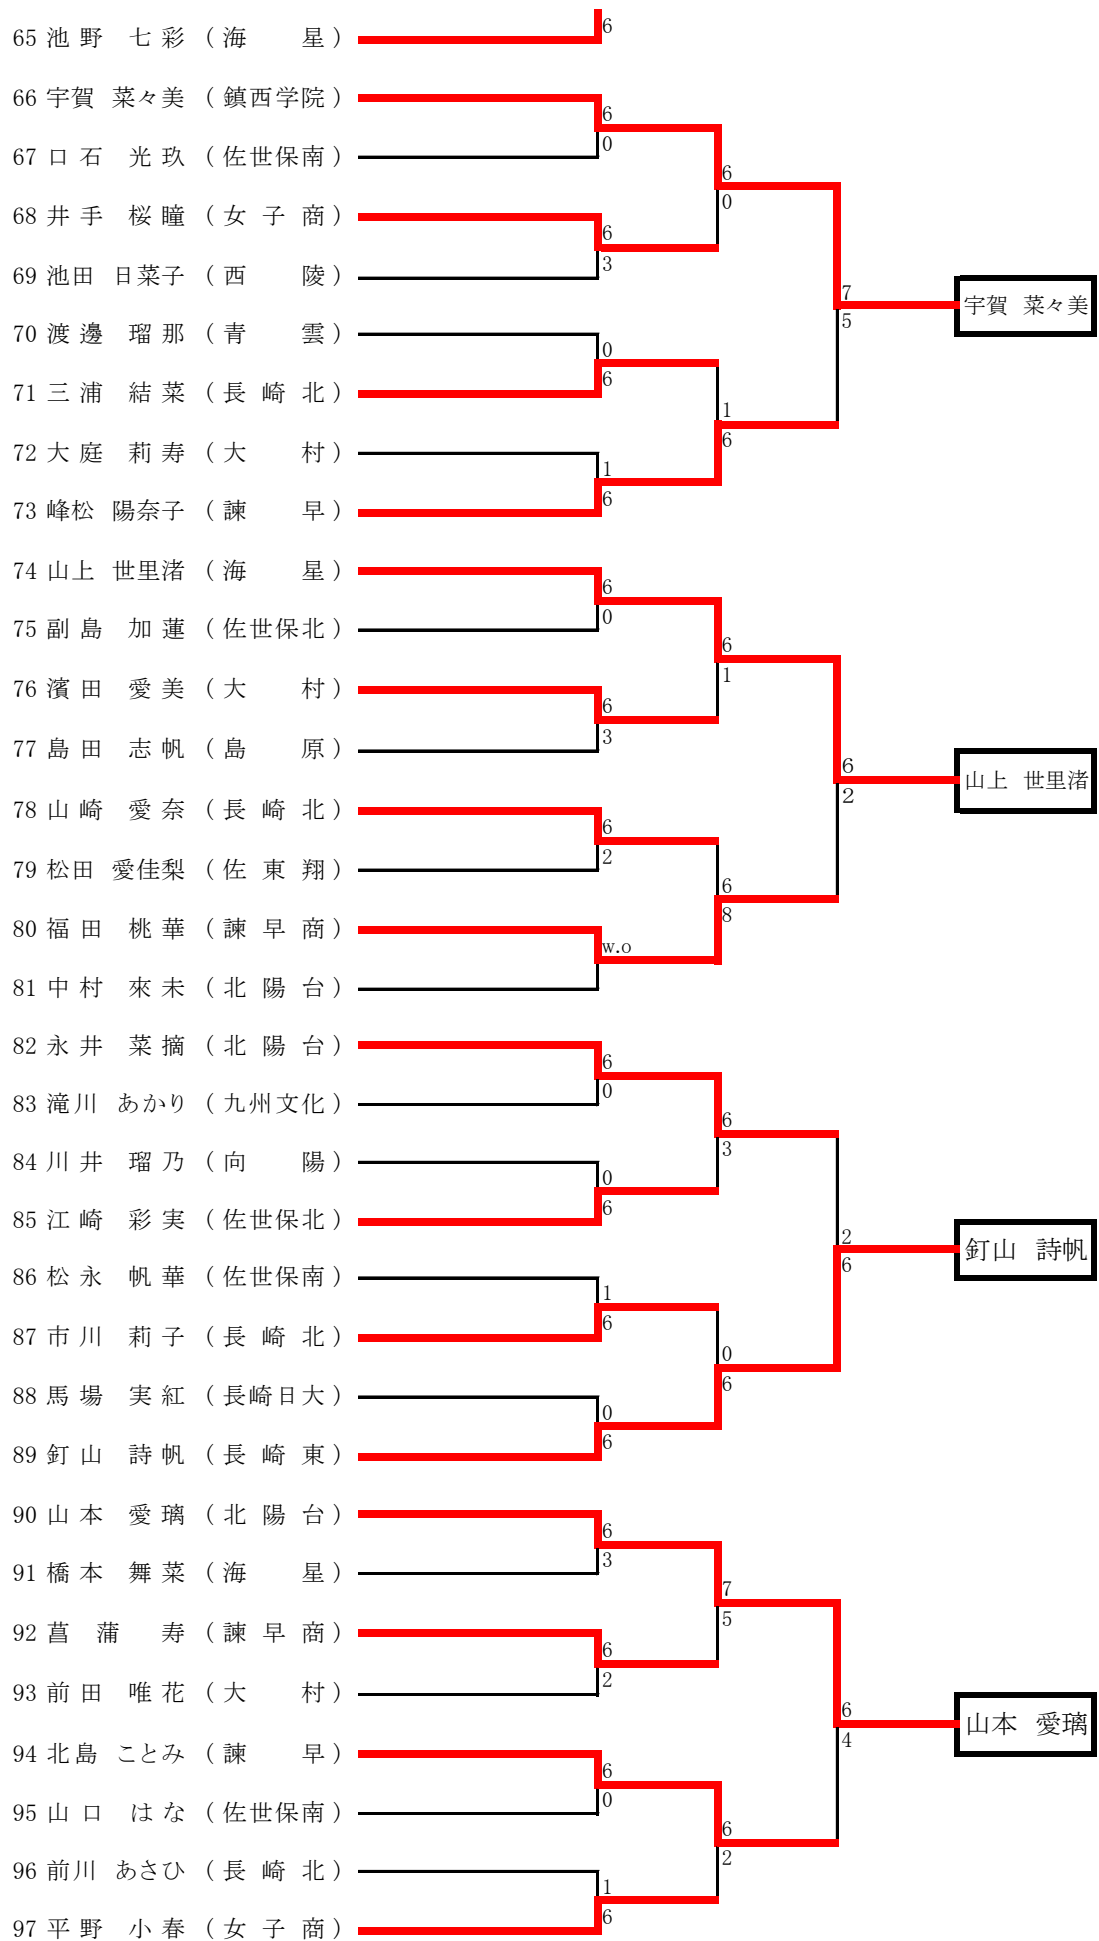 6
65 池野 七彩 （海 星）
66 宇賀 菜々美 （鎮西学院）
6
0
67 口石 光玖 （佐世保南）
6
0
68 井手 桜瞳 （女子商）
6
3
69 池田 日菜子 （西 陵）
7
5
宇賀 菜々美
70 渡邊 瑠那 （青 雲）
0
6
71 三浦 結菜 （長崎北）
1
6
72 大庭 莉寿 （大 村）
1
6
73 峰松 陽奈子 （諫 早）
74 山上 世里渚 （海 星）
6
0
75 副島 加蓮 （佐世保北）
6
1
76 濱田 愛美 （大 村）
6
3
77 島田 志帆 （島 原）
6
2
山上 世里渚
78 山崎 愛奈 （長崎北）
6
2
79 松田 愛佳梨 （佐東翔）
6
8
80 福田 桃華 （諫早商）
w.o
81 中村 來未 （北陽台）
82 永井 菜摘 （北陽台）
6
0
83 滝川 あかり （九州文化）
6
3
84 川井 瑠乃 （向 陽）
0
6
85 江崎 彩実 （佐世保北）
2
6
釘山 詩帆
86 松永 帆華 （佐世保南）
1
6
87 市川 莉子 （長崎北）
0
6
88 馬場 実紅 （長崎日大）
0
6
89 釘山 詩帆 （長崎東）
90 山本 愛璃 （北陽台）
6
3
91 橋本 舞菜 （海 星）
7
5
92 菖蒲 寿 （諫早商）
6
2
93 前田 唯花 （大 村）
6
4
山本 愛璃
94 北島 ことみ （諫 早）
6
0
95 山口 はな （佐世保南）
6
2
96 前川 あさひ （長崎北）
1
6
97 平野 小春 （女子商）